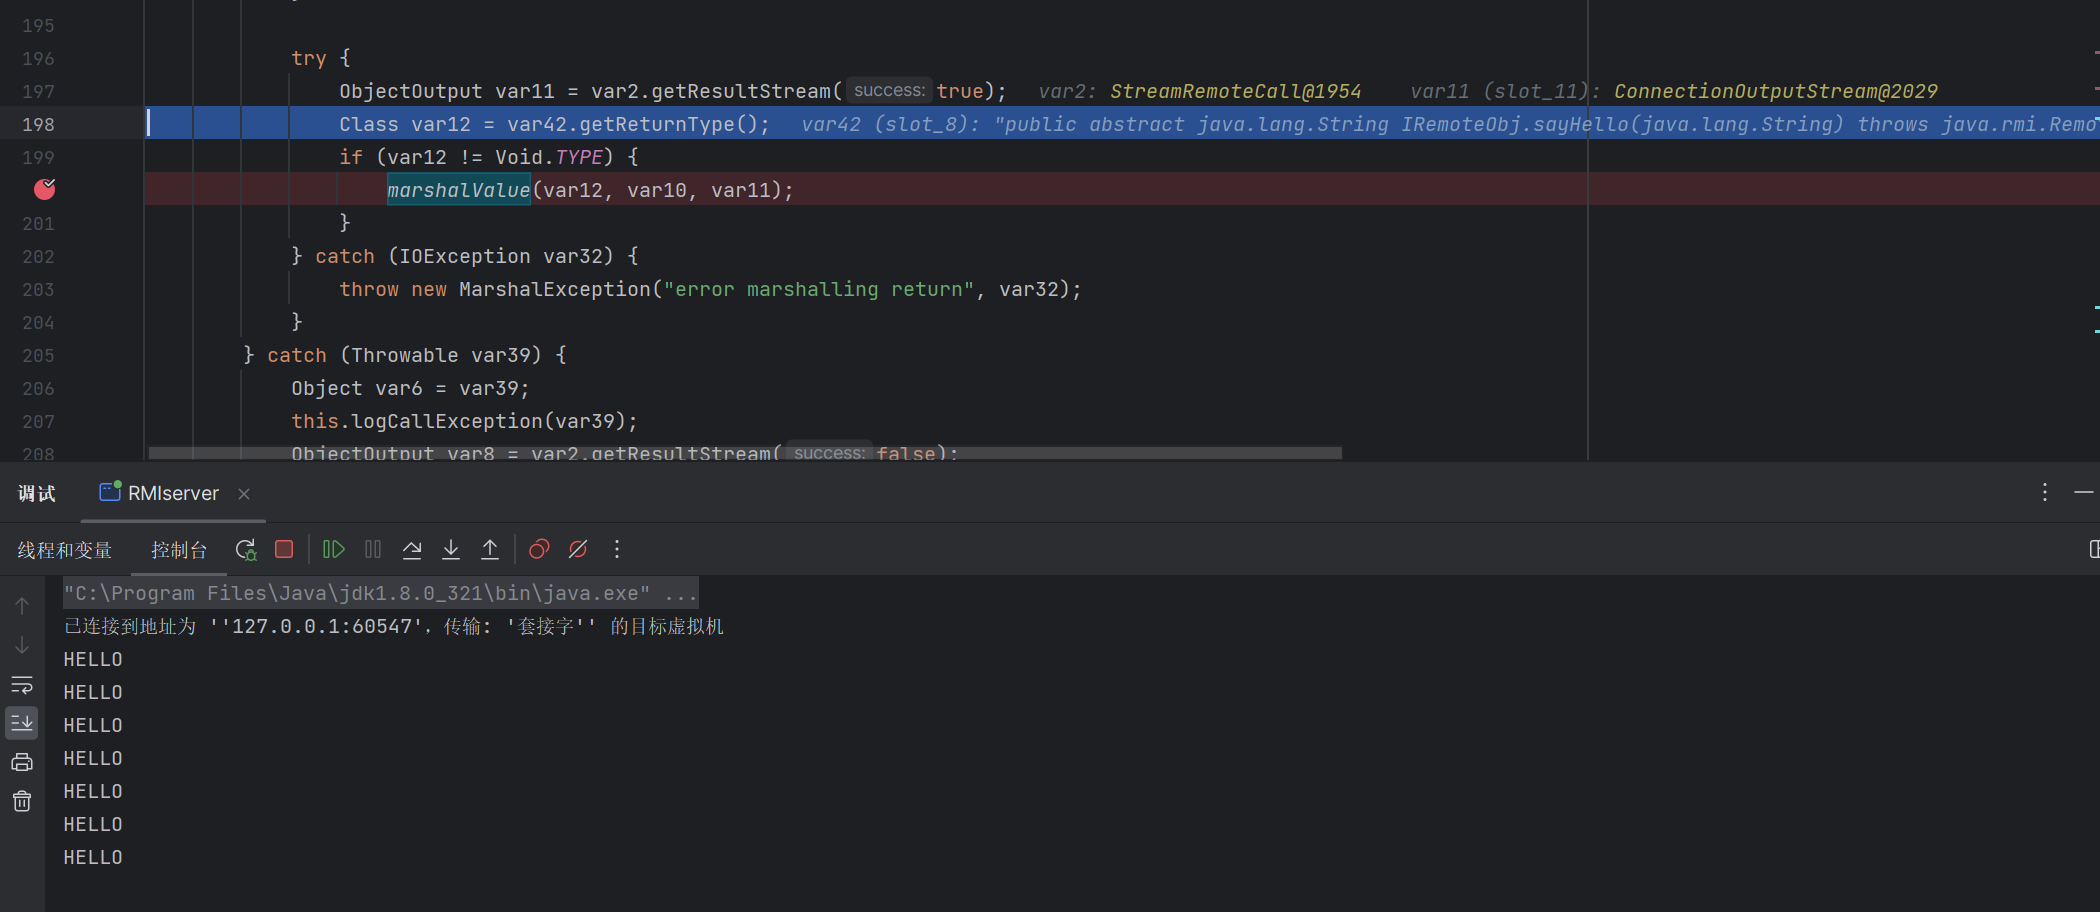 195
196 try {
197 ObjectOutput var11 = var2.getResultStream( success: true); var2: StreamRemoteCall@1954 var11 (slot_11): ConnectionOutputStream@2029
198 Class var12 = var42.getReturnType(); var42 (slot_8): "public abstract java.lang.String IRemoteObj.sayHello(java.lang.String) throws java.rmi.Remo
199 if (var12 != Void.TYPE) {
marshalValue(var12, var10, var11);
201 }
202 } catch (IOException var32) {
203 throw new MarshalException("error marshalling return", var32);
204 }
205 } catch (Throwable var39) {
206 Object var6 = var39;
207 this.logCallException(var39);
208 ObjectOutput var8 = var2.getResultStream( success: false);
调试 RMIserver
线程和变量 控制台
"C:\Program Files\Java\jdk1.8.0_321\bin\java.exe" ...
已连接到地址为 ''127.0.0.1:60547'，传输: '套接字'' 的目标虚拟机
HELLO
HELLO
HELLO
HELLO
HELLO
HELLO
HELLO